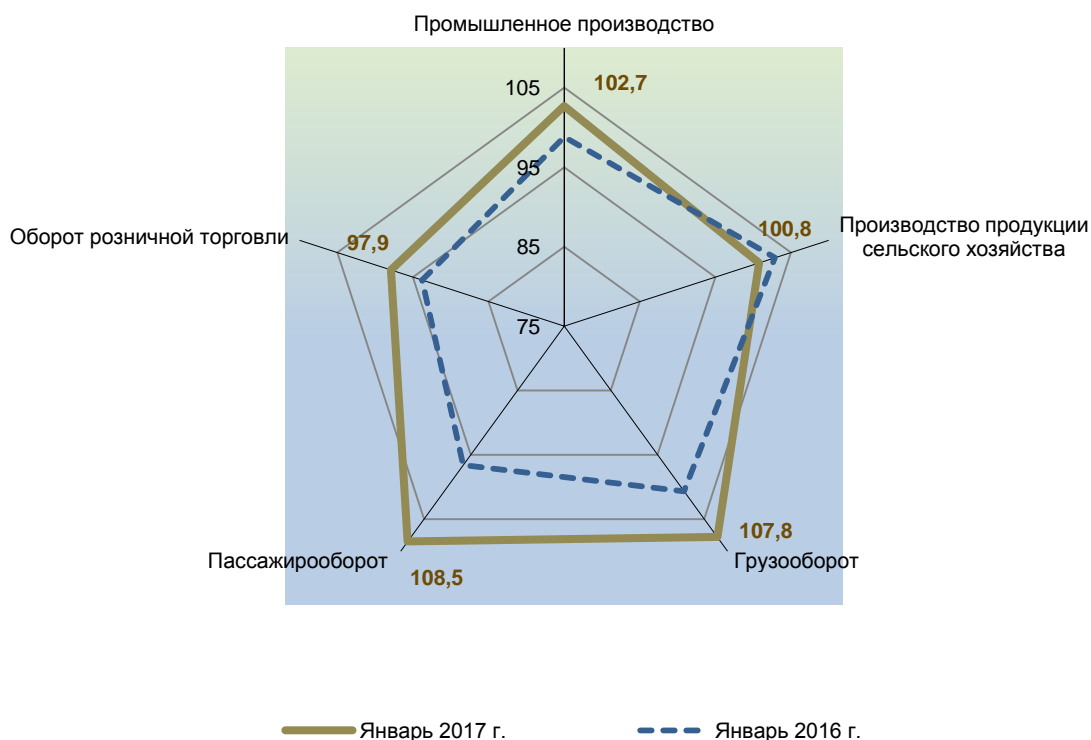 Промышленное производство
105
102,7
95
Оборот розничной торговли
97,9
100,8
Производство продукции
сельского хозяйства
85
75
Пассажирооборот
108,5
107,8
Грузооборот
Январь 2017 г.
Январь 2016 г.